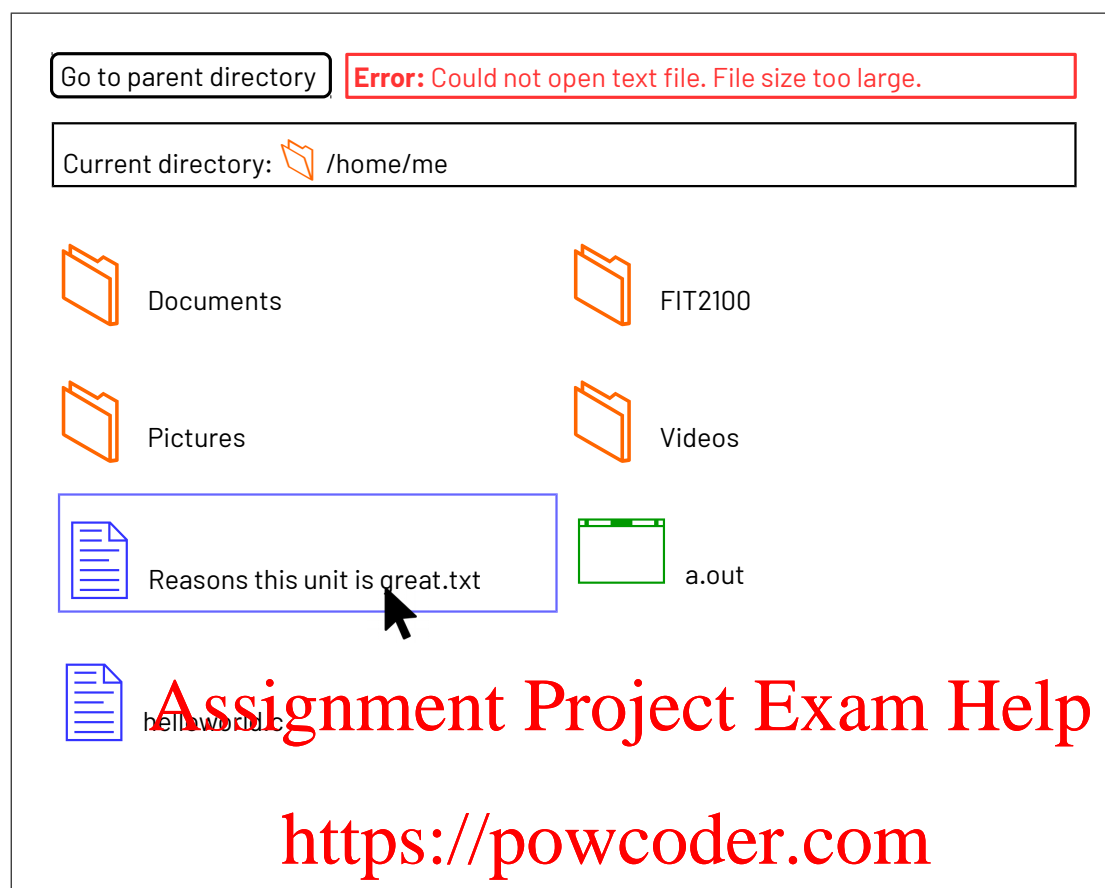 Go to parent directory
Error: Could not open text file. File size too large.
Current directory: /home/me
Documents
FIT2100
Pictures
Videos
Reasons this unit is great.txt
a.out
helloworld.c
Assignment Project Exam Help
https://powcoder.com